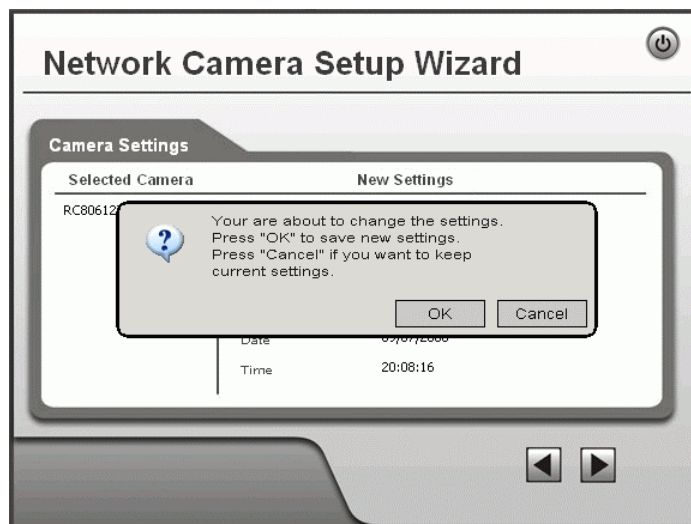 Network Camera Setup Wizard
Camera Settings
Selected Camera New Settings
Your are about to change the settings.
Press "OK" to save new settings.
Press "Cancel" if you want to keep
current settings.
OK Cancel
Date
Time 20:08:16